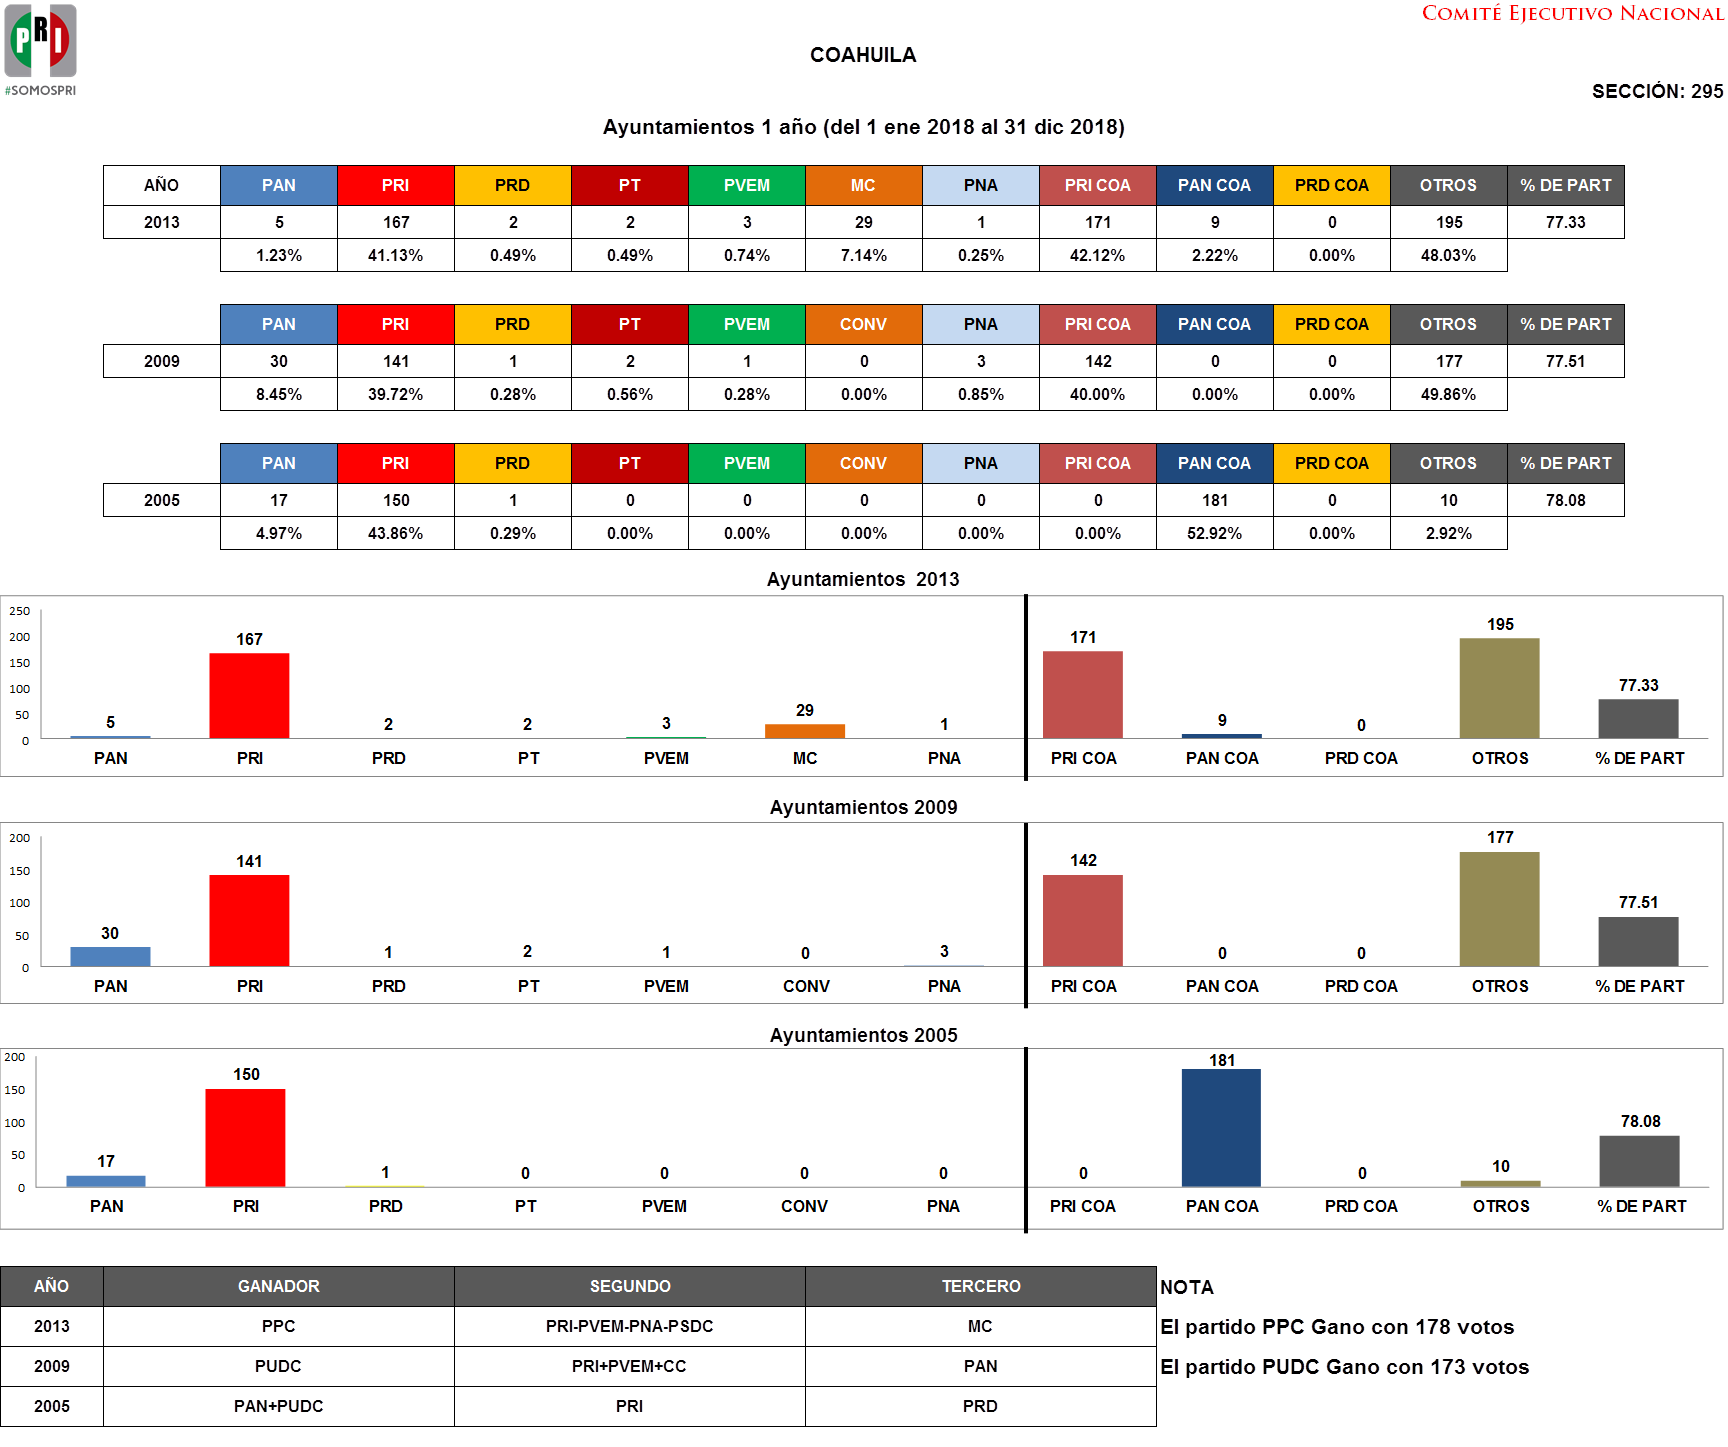 PRI
#SOMOSPRI
COMITÉ EJECUTIVO NACIONAL
COAHUILA
SECCIÓN: 295
Ayuntamientos 1 año (del 1 ene 2018 al 31 dic 2018)
AÑO PAN PRI PRD PT PVEM MC PNA PRI COA PAN COA PRD COA OTROS % DE PART
2013 5 167 2 2 3 29 1 171 9 0 195 77.33
1.23% 41.13% 0.49% 0.49% 0.74% 7.14% 0.25% 42.12% 2.22% 0.00% 48.03%
PAN PRI PRD PT PVEM CONV PNA PRI COA PAN COA PRD COA OTROS % DE PART
2009 30 141 1 2 1 0 3 142 0 0 177 77.51
8.45% 39.72% 0.28% 0.56% 0.28% 0.00% 0.85% 40.00% 0.00% 0.00% 49.86%
PAN PRI PRD PT PVEM CONV PNA PRI COA PAN COA PRD COA OTROS % DE PART
2005 17 150 1 0 0 0 0 0 181 0 10 78.08
4.97% 43.86% 0.29% 0.00% 0.00% 0.00% 0.00% 0.00% 52.92% 0.00% 2.92%
Ayuntamientos 2013
250
200
150
100
50
0
5 167 2 2 3 29 1 171 9 0 195 77.33
PAN PRI PRD PT PVEM MC PNA PRI COA PAN COA PRD COA OTROS % DE PART
Ayuntamientos 2009
200
150
100
50
0
30 141 1 2 1 0 3 142 0 0 177 77.51
PAN PRI PRD PT PVEM CONV PNA PRI COA PAN COA PRD COA OTROS % DE PART
Ayuntamientos 2005
200
150
100
50
0
17 150 1 0 0 0 0 0 181 0 10 78.08
PAN PRI PRD PT PVEM CONV PNA PRI COA PAN COA PRD COA OTROS % DE PART
AÑO GANADOR SEGUNDO TERCERO NOTA
2013 PPC PRI-PVEM-PNA-PSDC MC El partido PPC Gano con 178 votos
2009 PUDC PRI+PVEM+CC PAN El partido PUDC Gano con 173 votos
2005 PAN+PUDC PRI PRD